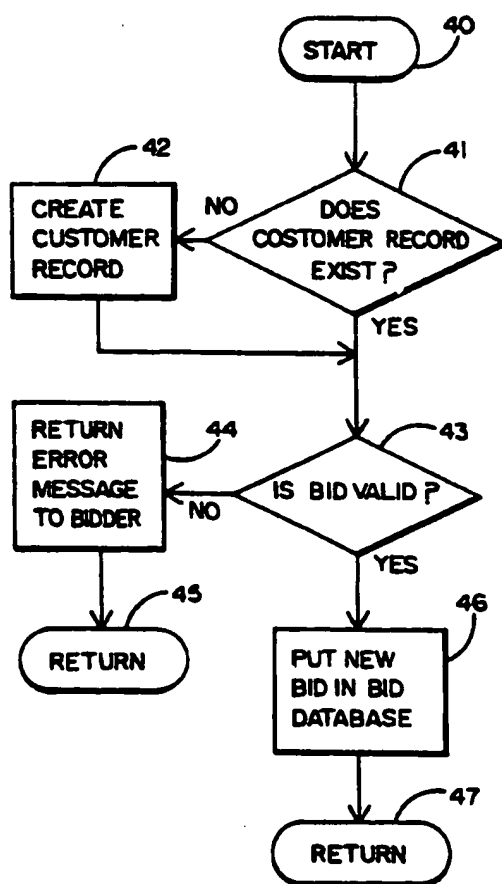 40
START
42
41
CREATE
CUSTOMER
RECORD
NO
DOES
COSTOMER RECORD
EXIST?
YES
RETURN
ERROR
MESSAGE
TO BIDDER
44
43
IS BID VALID?
NO
YES
45
RETURN
46
PUT NEW
BID IN BID
DATABASE
47
RETURN